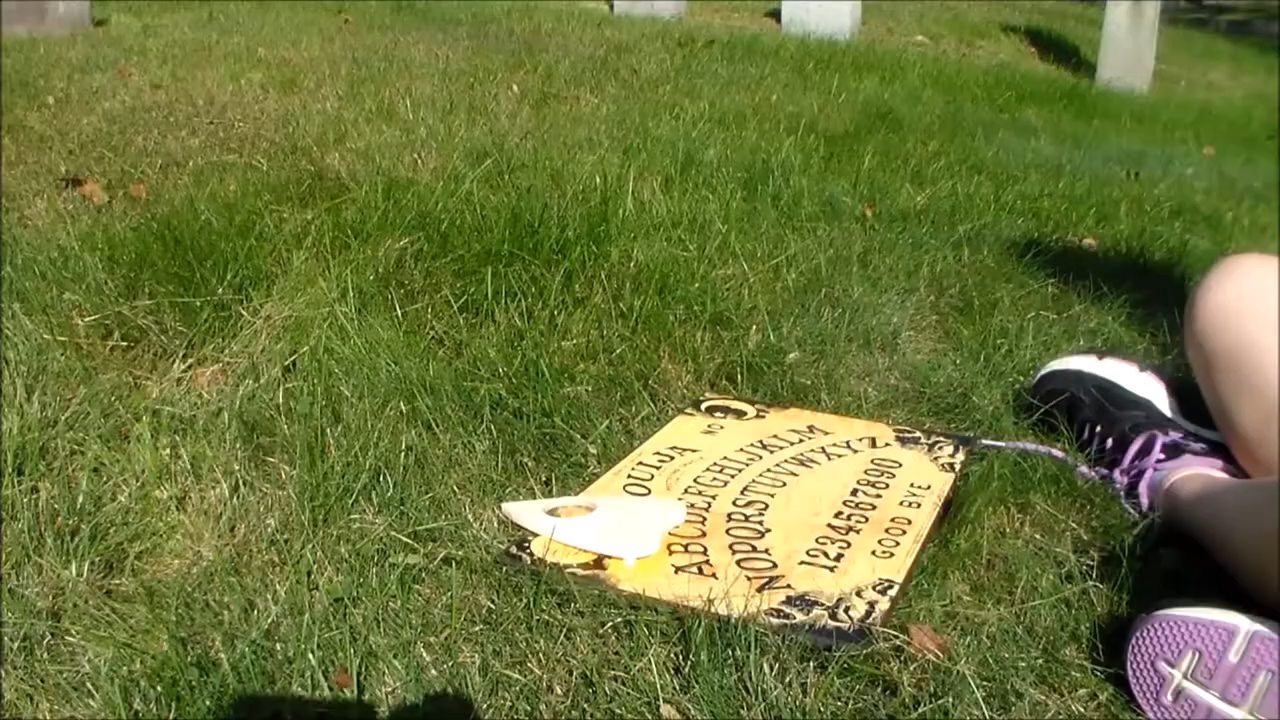 NO
OUIJA
ABCDEFGHIJKLM
NOPQRSTUVWXYZ
1234567890
GOOD BYE